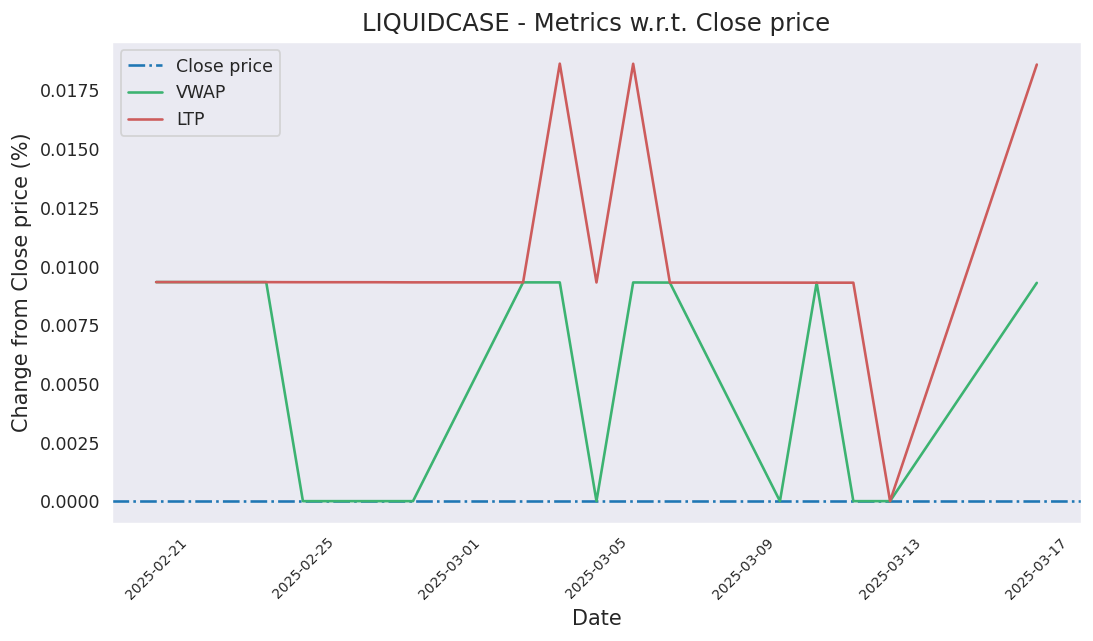 LIQUIDCASE - Metrics w.r.t. Close price
Close price
VWAP
LTP
Change from Close price (%)
0.0175
0.0150
0.0125
0.0100
0.0075
0.0050
0.0025
0.0000
2025-02-21
2025-02-25
2025-03-01
2025-03-05
2025-03-09
2025-03-13
2025-03-17
Date